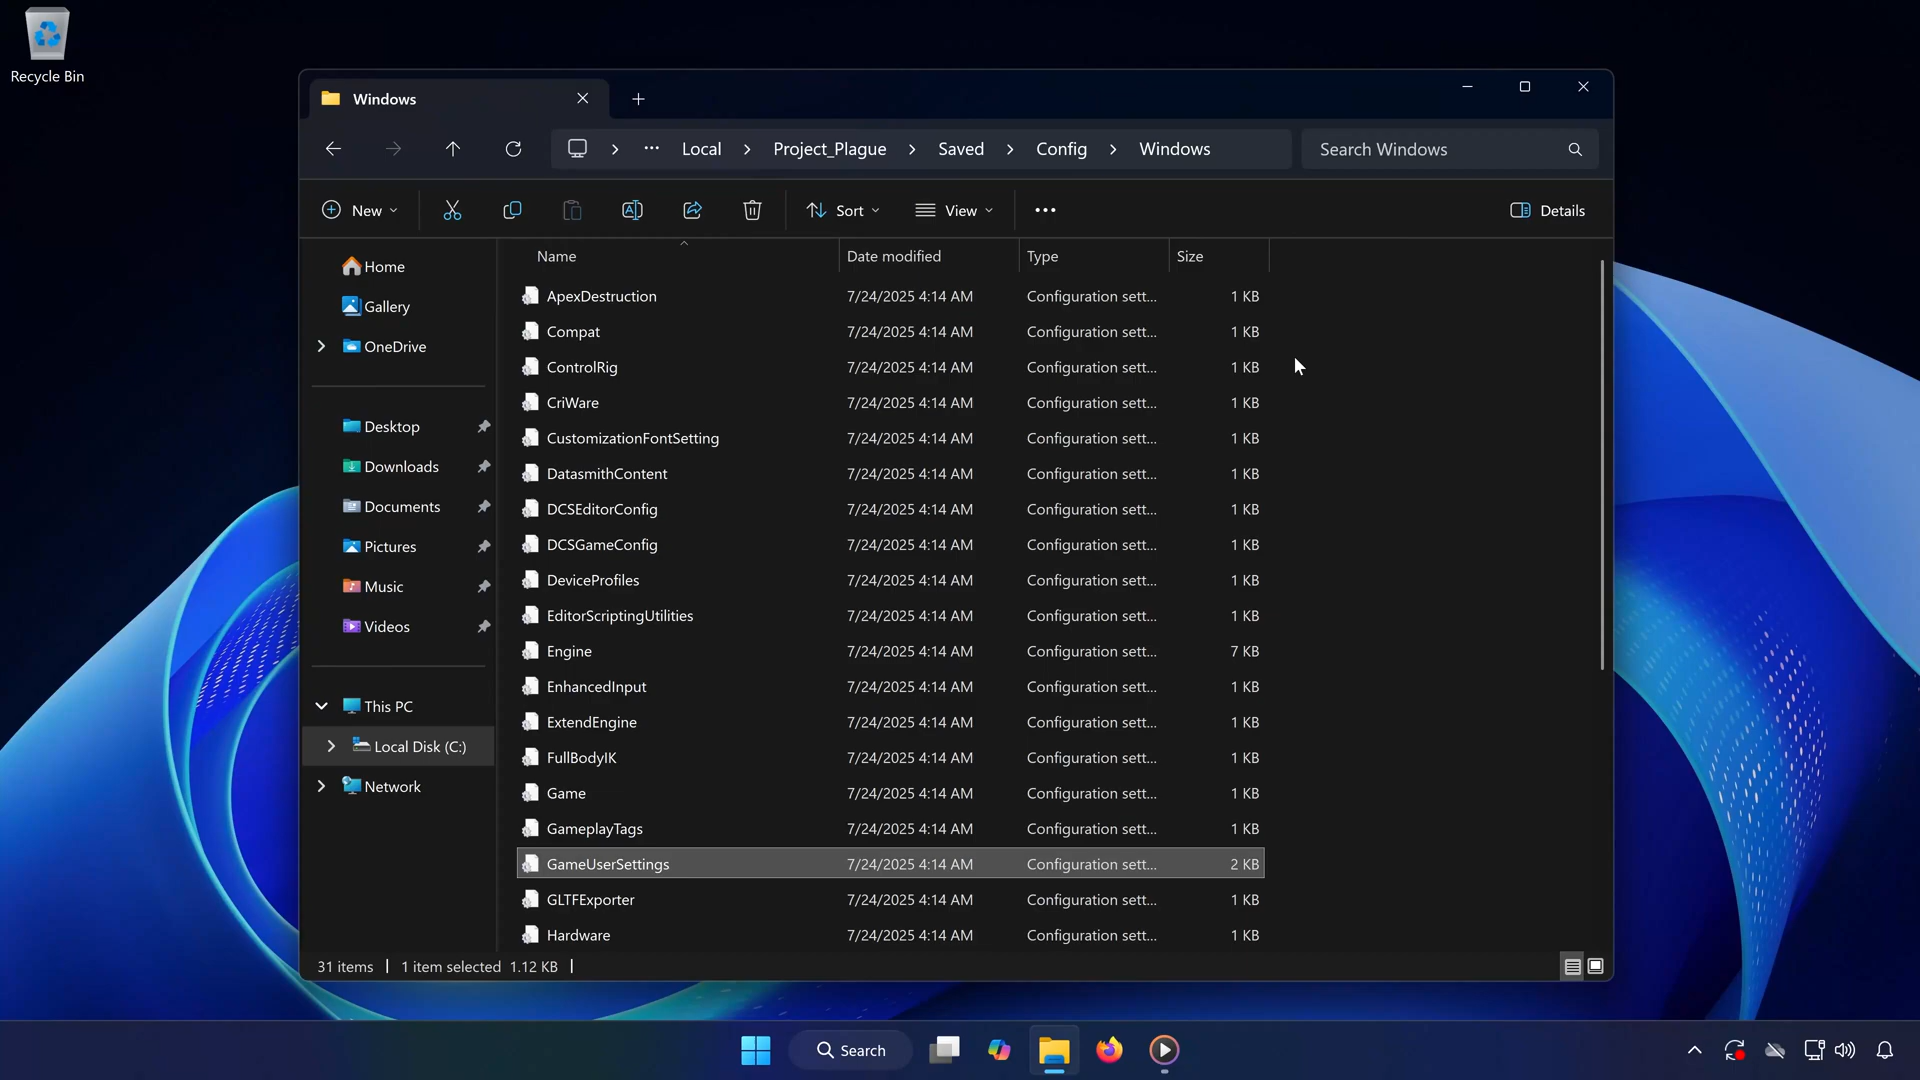 Recycle Bin
Windows
Local
Project_Plague
Saved
Config
Windows
Search Windows
New
Sort
View
Details
Name
Date modified
Type
Size
Home
Gallery
OneDrive
Desktop
Downloads
Documents
Pictures
Music
Videos
This PC
Local Disk (C:)
Network
ApexDestruction 7/24/2025 4:14 AM Configuration sett... 1 KB
Compat 7/24/2025 4:14 AM Configuration sett... 1 KB
ControlRig 7/24/2025 4:14 AM Configuration sett... 1 KB
CriWare 7/24/2025 4:14 AM Configuration sett... 1 KB
CustomizationFontSetting 7/24/2025 4:14 AM Configuration sett... 1 KB
DatasmithContent 7/24/2025 4:14 AM Configuration sett... 1 KB
DCSEditorConfig 7/24/2025 4:14 AM Configuration sett... 1 KB
DCSGameConfig 7/24/2025 4:14 AM Configuration sett... 1 KB
DeviceProfiles 7/24/2025 4:14 AM Configuration sett... 1 KB
EditorScriptingUtilities 7/24/2025 4:14 AM Configuration sett... 1 KB
Engine 7/24/2025 4:14 AM Configuration sett... 7 KB
EnhancedInput 7/24/2025 4:14 AM Configuration sett... 1 KB
ExtendEngine 7/24/2025 4:14 AM Configuration sett... 1 KB
FullBodyIK 7/24/2025 4:14 AM Configuration sett... 1 KB
Game 7/24/2025 4:14 AM Configuration sett... 1 KB
GameplayTags 7/24/2025 4:14 AM Configuration sett... 1 KB
GameUserSettings 7/24/2025 4:14 AM Configuration sett... 2 KB
GLTFExporter 7/24/2025 4:14 AM Configuration sett... 1 KB
Hardware 7/24/2025 4:14 AM Configuration sett... 1 KB
31 items
1 item selected 1.12 KB
Search